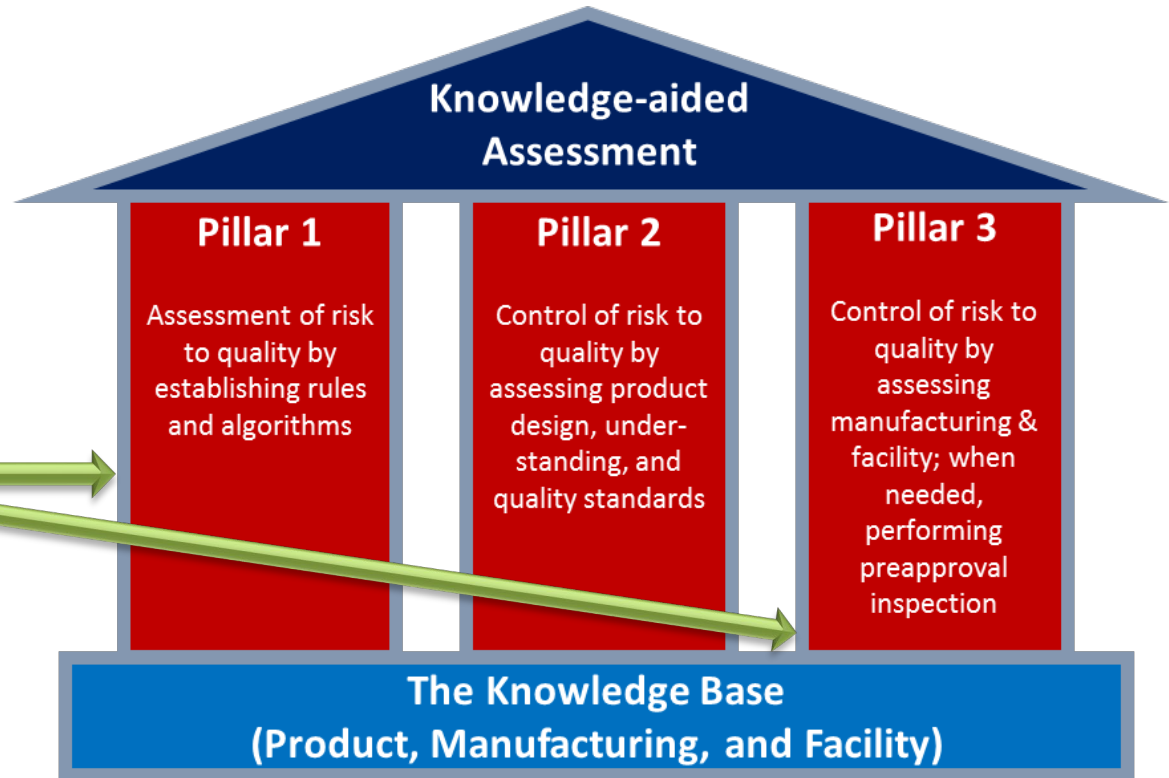 Knowledge-aided
Assessment
Pillar 1
Assessment of risk
to quality by
establishing rules
and algorithms
Pillar 2
Control of risk to
quality by
assessing product
design, under-
standing, and
quality standards
Pillar 3
Control of risk to
quality by
assessing
manufacturing &
facility; when
needed,
performing
preapproval
inspection
The Knowledge Base
(Product, Manufacturing, and Facility)